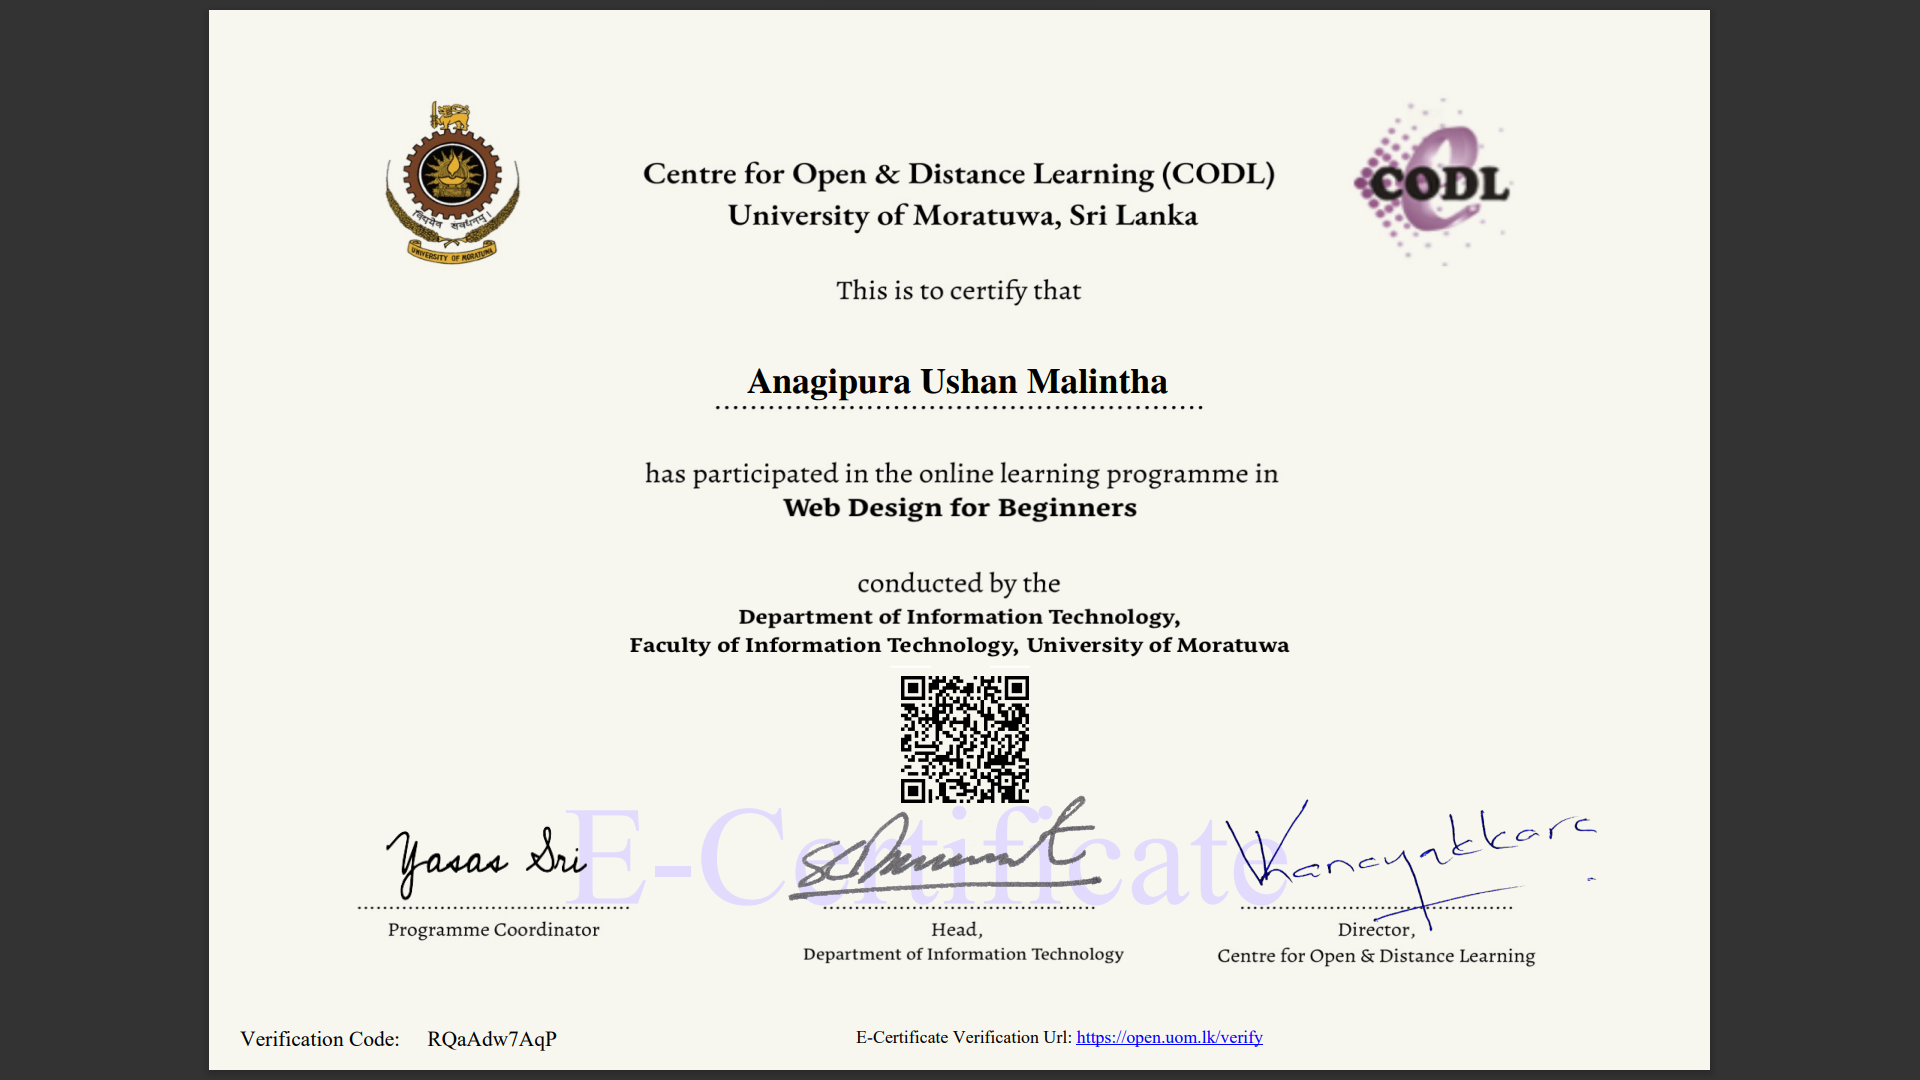 विद्ययैव सर्वधनम् ।
UNIVERSITY OF MORATUWA
Centre for Open & Distance Learning (CODL)
University of Moratuwa, Sri Lanka
CODL
This is to certify that
Anagipura Ushan Malintha
has participated in the online learning programme in
Web Design for Beginners
conducted by the
Department of Information Technology,
Faculty of Information Technology, University of Moratuwa
E-Certificate
Yasas Sri
Programme Coordinator
Head,
Department of Information Technology
Director,
Centre for Open & Distance Learning
Verification Code: RQaAdw7AqP
E-Certificate Verification Url: https://open.uom.lk/verify